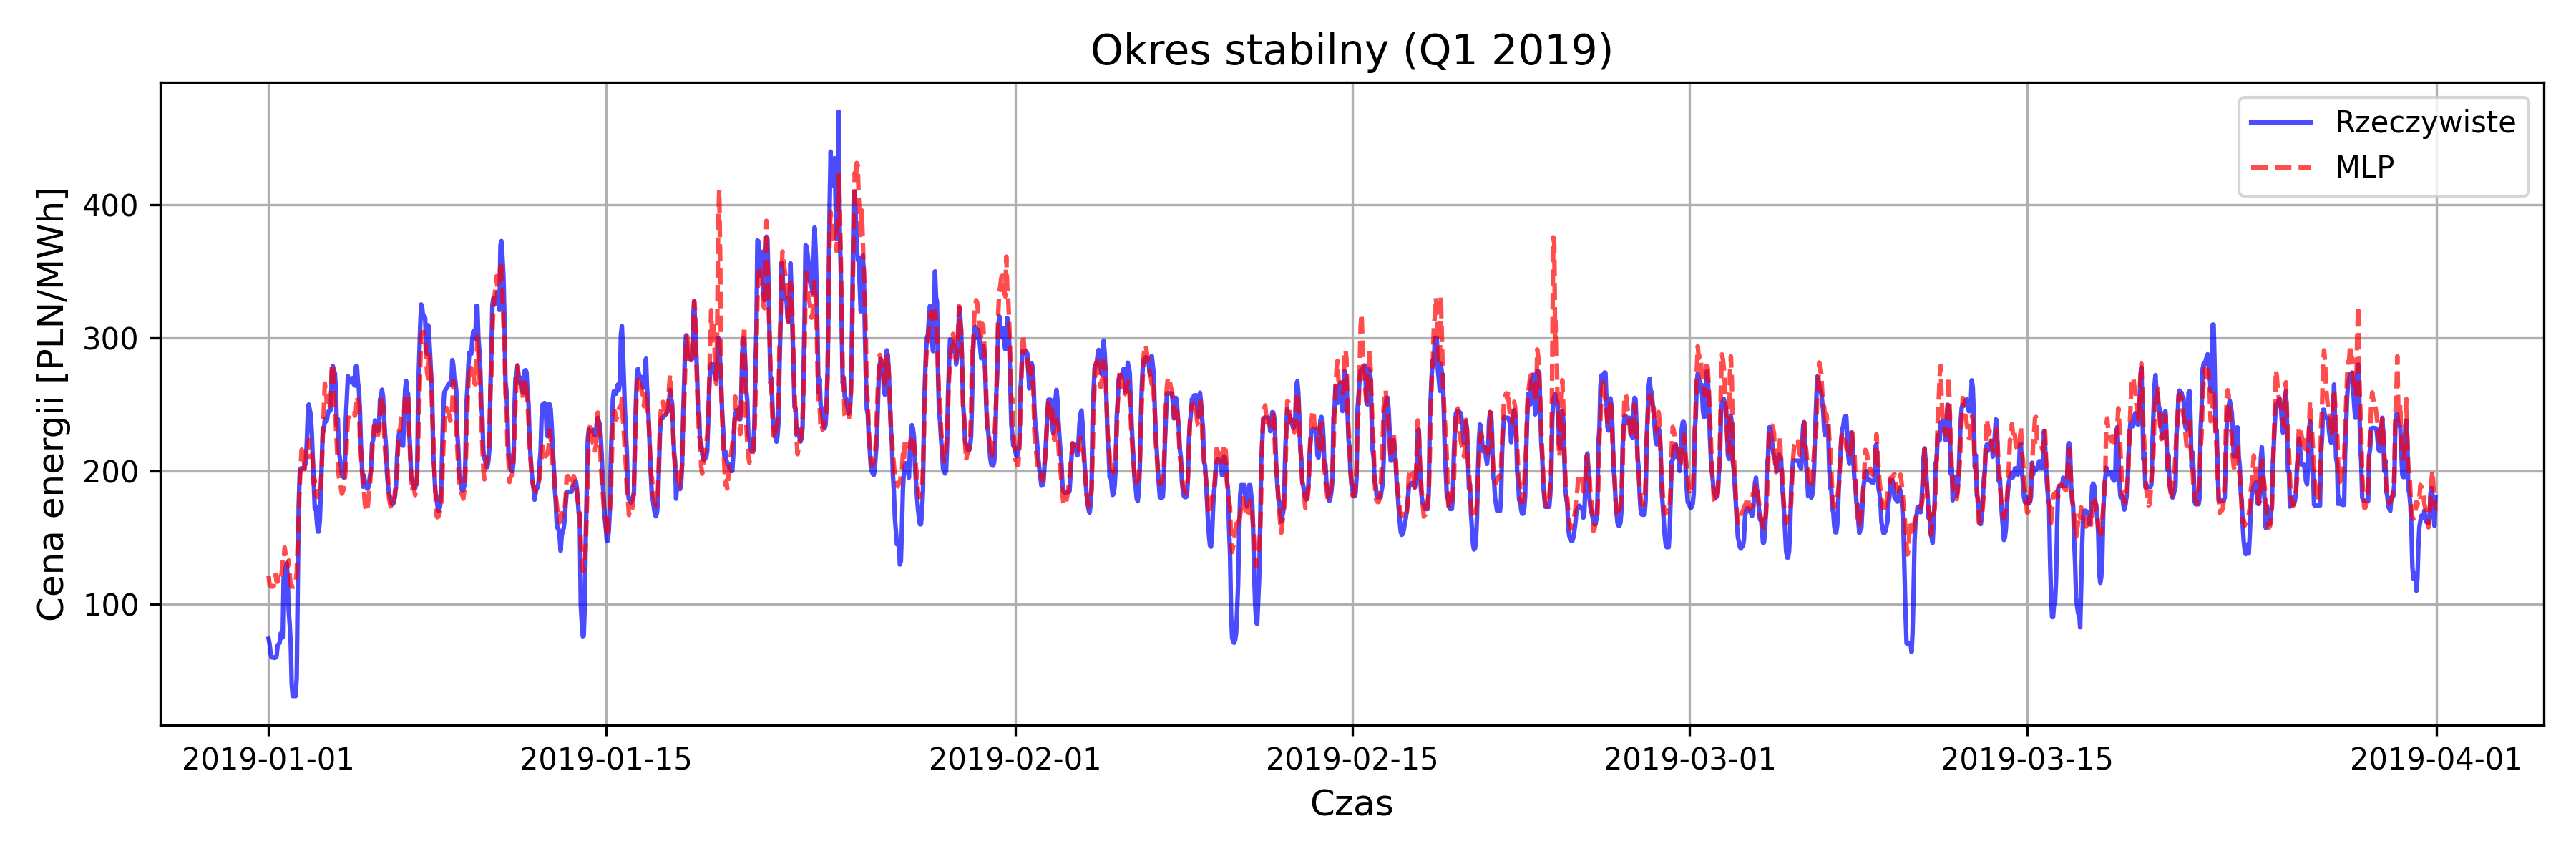 Okres stabilny (Q1 2019)
Rzeczywiste
MLP
Cena energii [PLN/MWh]
400
300
200
100
2019-01-01
2019-01-15
2019-02-01
2019-02-15
2019-03-01
2019-03-15
2019-04-01
Czas